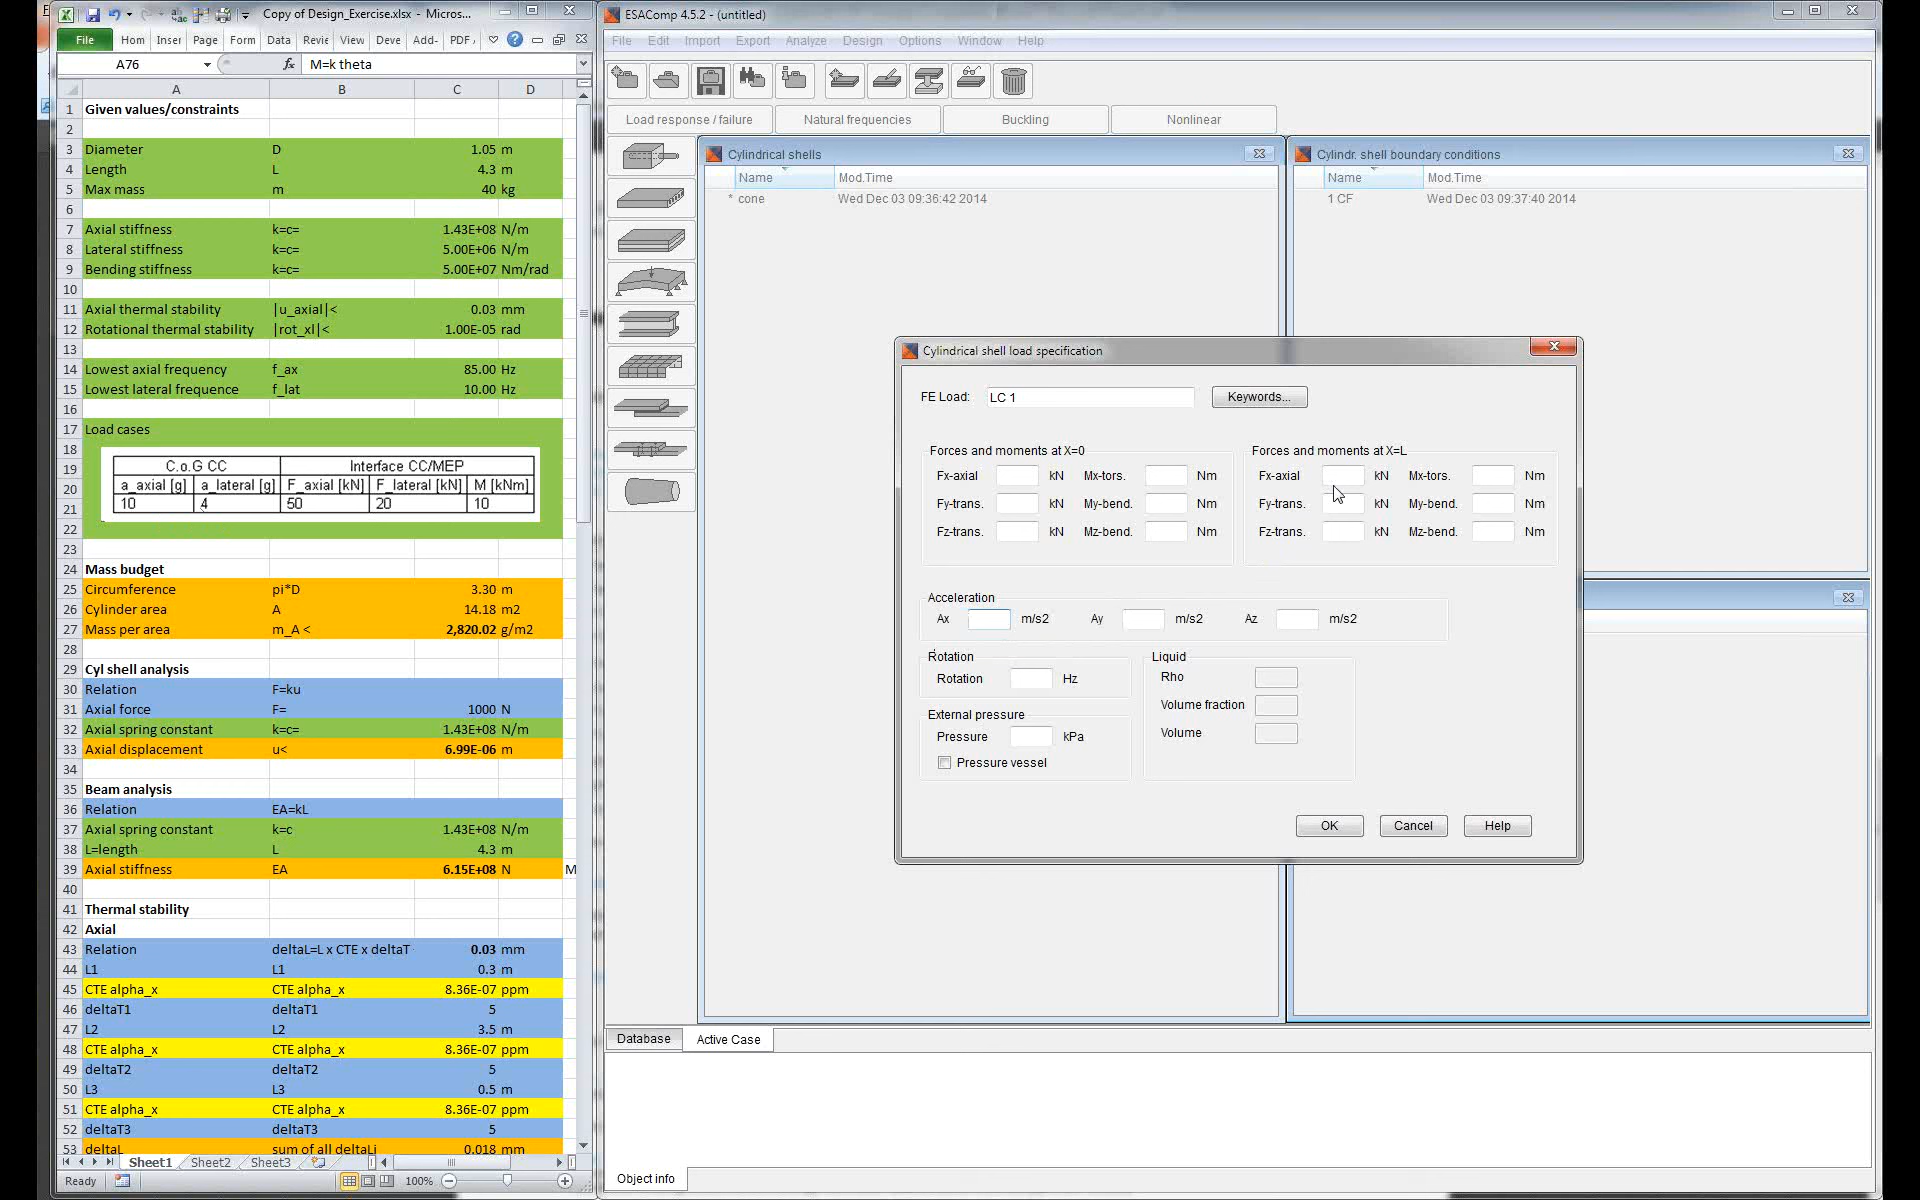 Copy of Design_Exercise.xlsx - Micros...
File Hom Inser Page Form Data Revie View Deve Add- PDF
A76 fx M=k theta
A B C D
1 Given values/constraints
2
3 Diameter D 1.05 m
4 Length L 4.3 m
5 Max mass m 40 kg
6
7 Axial stiffness k=c= 1.43E+08 N/m
8 Lateral stiffness k=c= 5.00E+06 N/m
9 Bending stiffness k=c= 5.00E+07 Nm/rad
10
11 Axial thermal stability |u_axial|< 0.03 mm
12 Rotational thermal stability |rot_xl|< 1.00E-05 rad
13
14 Lowest axial frequency f_ax 85.00 Hz
15 Lowest lateral frequence f_lat 10.00 Hz
16
17 Load cases
18
19 C.o.G CC Interface CC/MEP
20 a_axial [g] a_lateral [g] F_axial [kN] F_lateral [kN] M [kNm]
21 10 4 50 20 10
22
23
24 Mass budget
25 Circumference pi*D 3.30 m
26 Cylinder area A 14.18 m2
27 Mass per area m_A < 2,820.02 g/m2
28
29 Cyl shell analysis
30 Relation F=ku
31 Axial force F= 1000 N
32 Axial spring constant k=c= 1.43E+08 N/m
33 Axial displacement u< 6.99E-06 m
34
35 Beam analysis
36 Relation EA=kL
37 Axial spring constant k=c 1.43E+08 N/m
38 L=length L 4.3 m
39 Axial stiffness EA 6.15E+08 N M
40
41 Thermal stability
42 Axial
43 Relation deltaL=L x CTE x deltaT 0.03 mm
44 L1 L1 0.3 m
45 CTE alpha_x CTE alpha_x 8.36E-07 ppm
46 deltaT1 deltaT1 5
47 L2 L2 3.5 m
48 CTE alpha_x CTE alpha_x 8.36E-07 ppm
49 deltaT2 deltaT2 5
50 L3 L3 0.5 m
51 CTE alpha_x CTE alpha_x 8.36E-07 ppm
52 deltaT3 deltaT3 5
53 deltaL sum of all deltaLi 0.018 mm
Sheet1 Sheet2 Sheet3
Ready 100%
ESAComp 4.5.2 - (untitled)
File Edit Import Export Analyze Design Options Window Help
Load response / failure Natural frequencies Buckling Nonlinear
Cylindrical shells
Name Mod.Time
* cone Wed Dec 03 09:36:42 2014
Cylindr. shell boundary conditions
Name Mod.Time
1 CF Wed Dec 03 09:37:40 2014
Cylindrical shell load specification
FE Load: LC 1 Keywords...
Forces and moments at X=0
Fx-axial kN Mx-tors. Nm
Fy-trans. kN My-bend. Nm
Fz-trans. kN Mz-bend. Nm
Forces and moments at X=L
Fx-axial kN Mx-tors. Nm
Fy-trans. kN My-bend. Nm
Fz-trans. kN Mz-bend. Nm
Acceleration
Ax m/s2 Ay m/s2 Az m/s2
Rotation
Rotation Hz
External pressure
Pressure kPa
Pressure vessel
Liquid
Rho
Volume fraction
Volume
OK Cancel Help
Database Active Case
Object info